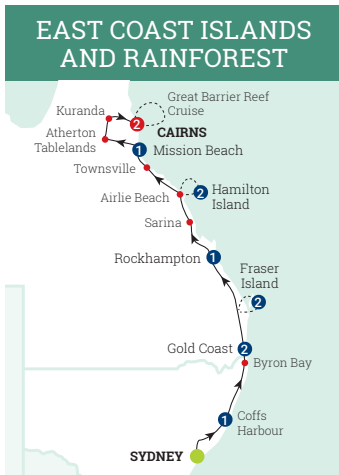 EAST COAST ISLANDS
AND RAINFOREST
Great Barrier Reef
Cruise
Kuranda
2
CAIRNS
Atherton
Tablelands
1
Mission Beach
Townsville
Airlie Beach
2
Hamilton
Island
Sarina
Rockhampton
1
Fraser
Island
2
Gold Coast
2
Byron Bay
1
Coffs
Harbour
SYDNEY